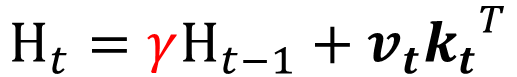 H_t = γH_{t−1} + v_t k_t^T